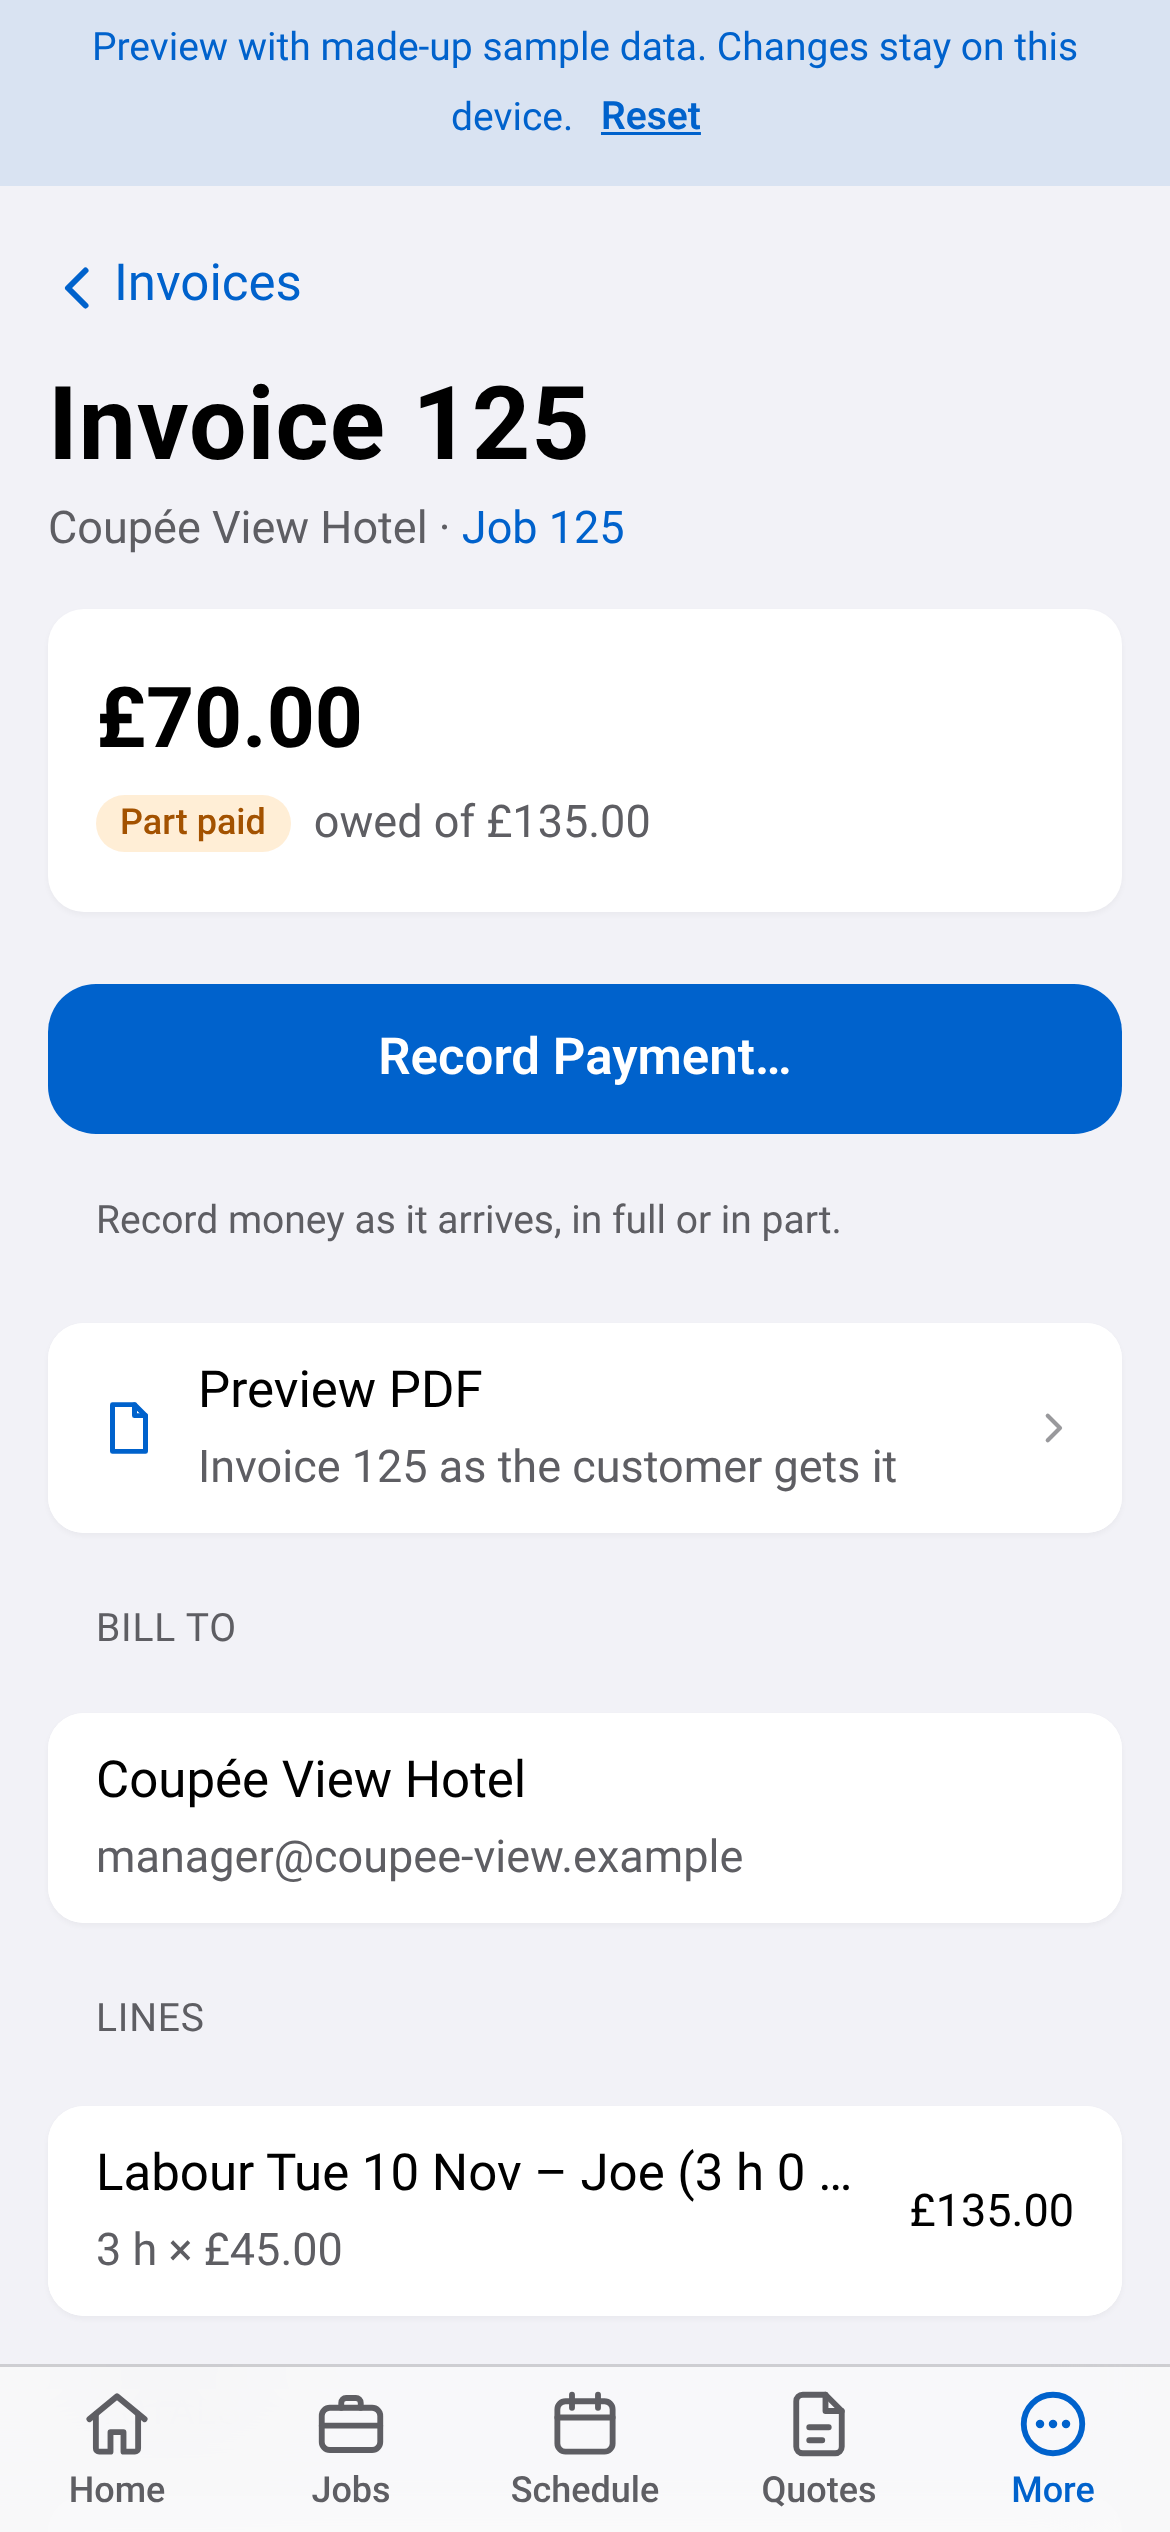 Preview with made-up sample data. Changes stay on this
device. Reset
Invoices
Invoice 125
Coupée View Hotel · Job 125
£70.00
Part paid owed of £135.00
Record Payment…
Record money as it arrives, in full or in part.
Preview PDF
Invoice 125 as the customer gets it
BILL TO
Coupée View Hotel
manager@coupee-view.example
LINES
Labour Tue 10 Nov – Joe (3 h 0 …
£135.00
3 h × £45.00
Home
Jobs
Schedule
Quotes
More